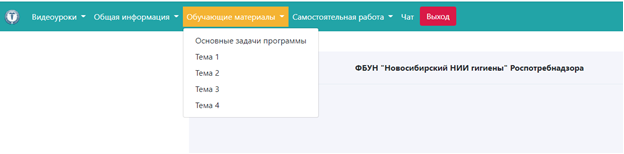 Видеоуроки Общая информация Обучающие материалы Самостоятельная работа Чат Выход
Основные задачи программы
Тема 1
ФБУН "Новосибирский НИИ гигиены" Роспотребнадзора
Тема 2
Тема 3
Тема 4